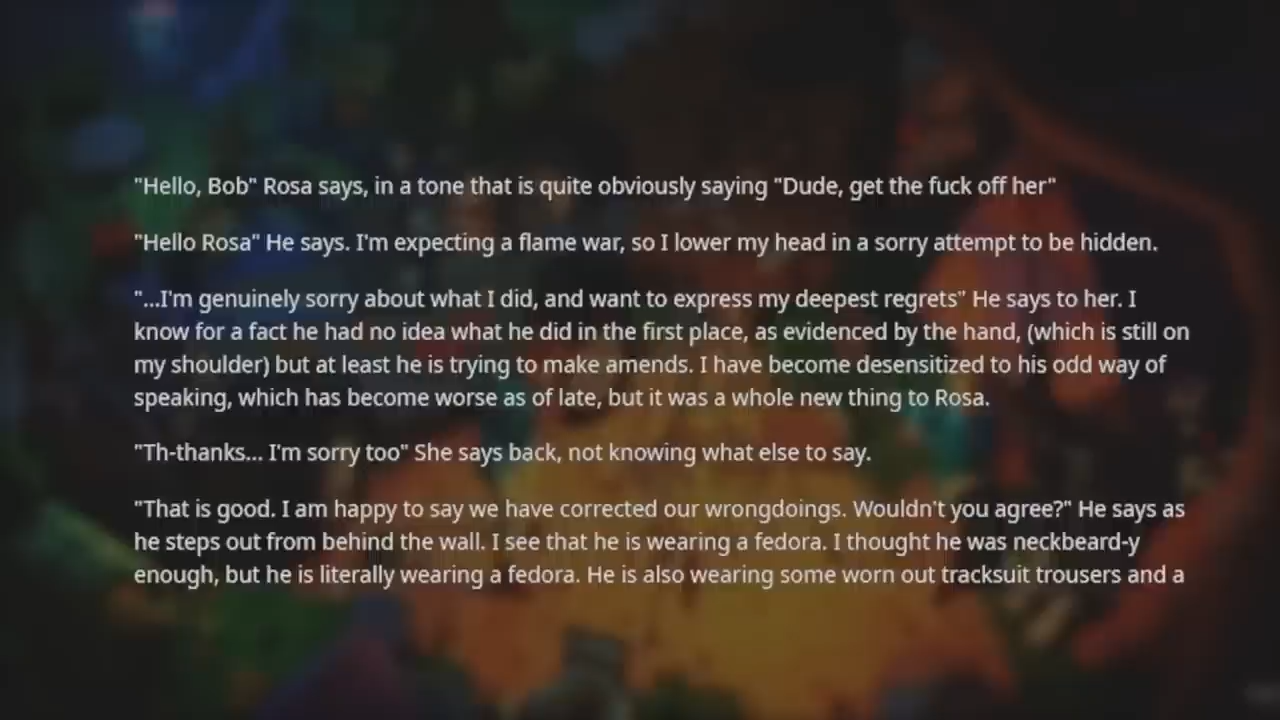 "Hello, Bob" Rosa says, in a tone that is quite obviously saying "Dude, get the fuck off her"
"Hello Rosa" He says. I'm expecting a flame war, so I lower my head in a sorry attempt to be hidden.
"...I'm genuinely sorry about what I did, and want to express my deepest regrets" He says to her. I
know for a fact he had no idea what he did in the first place, as evidenced by the hand, (which is still on
my shoulder) but at least he is trying to make amends. I have become desensitized to his odd way of
speaking, which has become worse as of late, but it was a whole new thing to Rosa.
"Th-thanks... I'm sorry too" She says back, not knowing what else to say.
"That is good. I am happy to say we have corrected our wrongdoings. Wouldn't you agree?" He says as
he steps out from behind the wall. I see that he is wearing a fedora. I thought he was neckbeard-y
enough, but he is literally wearing a fedora. He is also wearing some worn out tracksuit trousers and a